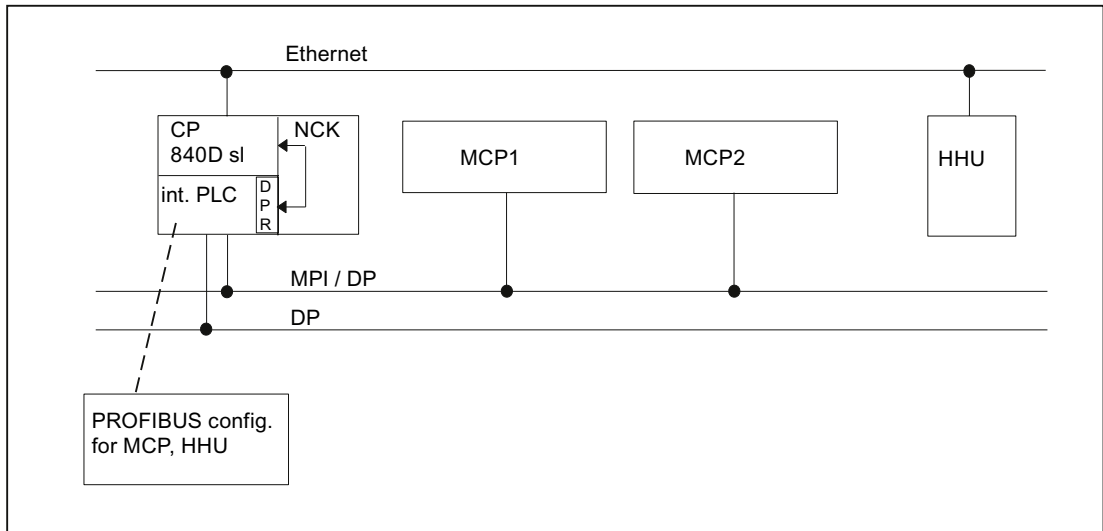 Ethernet
CP
840D sl
NCK
int. PLC
D
P
R
MCP1
MCP2
HHU
MPI / DP
DP
PROFIBUS config.
for MCP, HHU